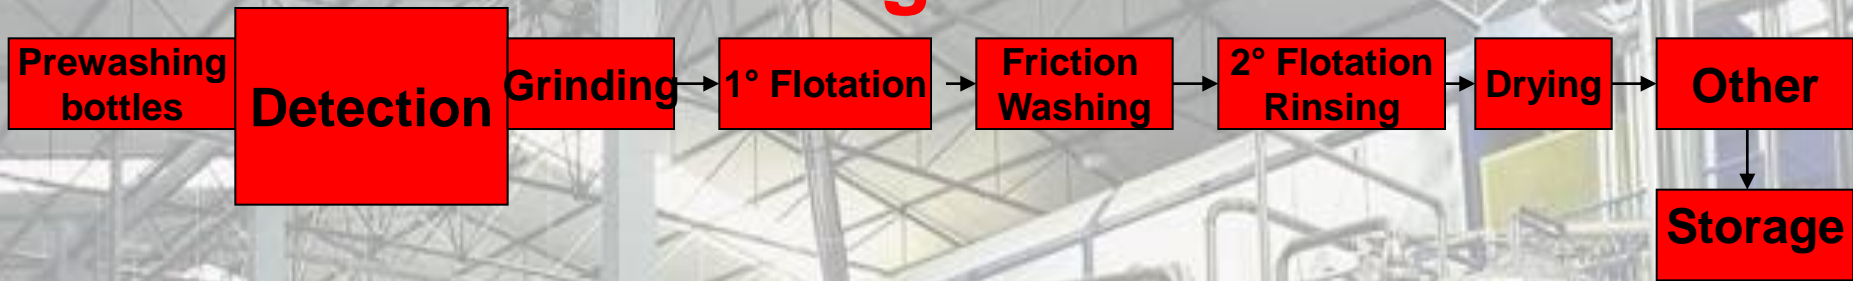 Prewashing
bottles
Detection
Grinding
1° Flotation
Friction
Washing
2° Flotation
Rinsing
Drying
Other
Storage